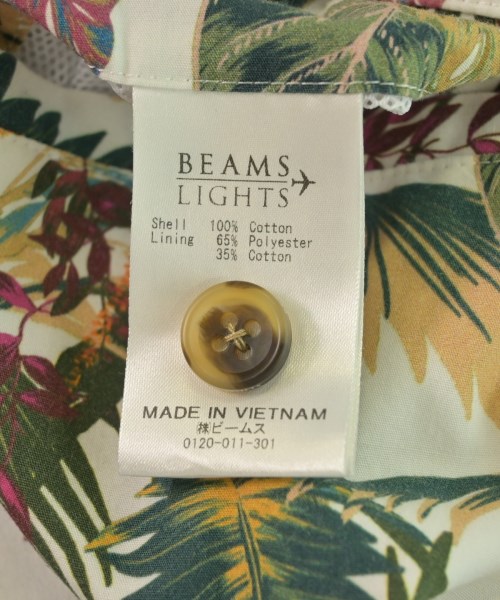 BEAMS
LIGHTS
Shell 100% Cotton
Lining 65% Polyester
35% Cotton
MADE IN VIETNAM
㈱ビームス
0120-011-301